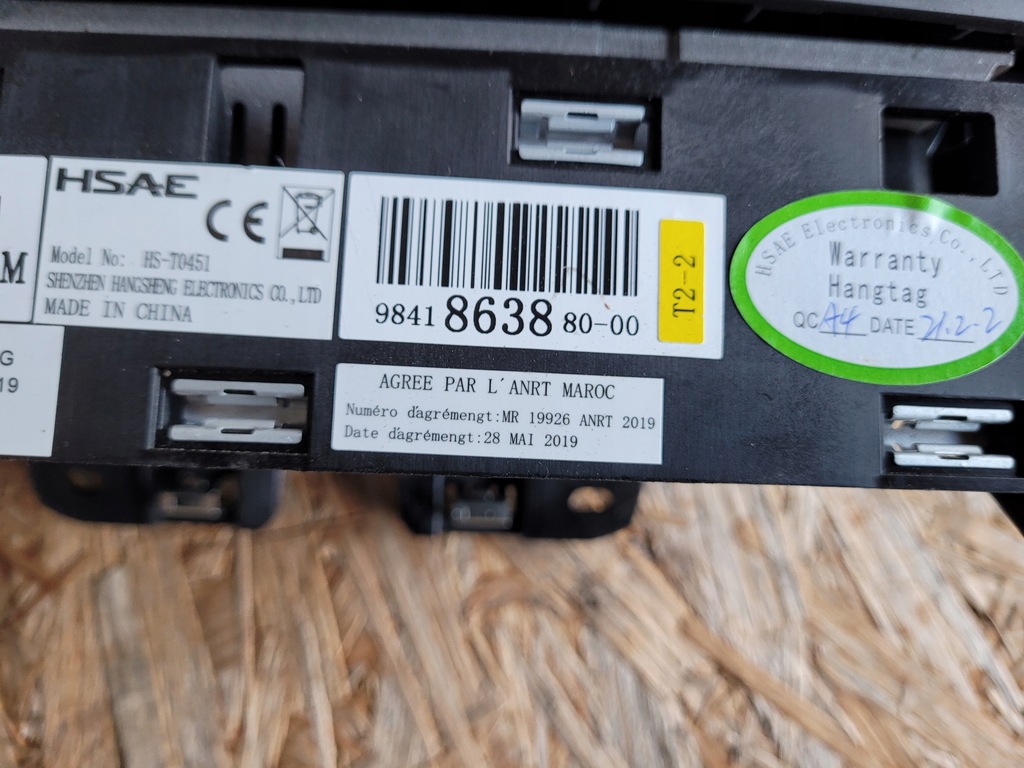 M
G
19
HSAE
CE
Model No: HS-T0451
SHENZHEN HANGSHENG ELECTRONICS CO.,LTD
MADE IN CHINA
98418638 80-00
T2-2
AGREE PAR L'ANRT MAROC
Numéro d'agrémengt:MR 19926 ANRT 2019
Date d'agrémengt:28 MAI 2019
HSAE Electronics Co.,LTD
Warranty
Hangtag
QC A4 DATE 21.2-2